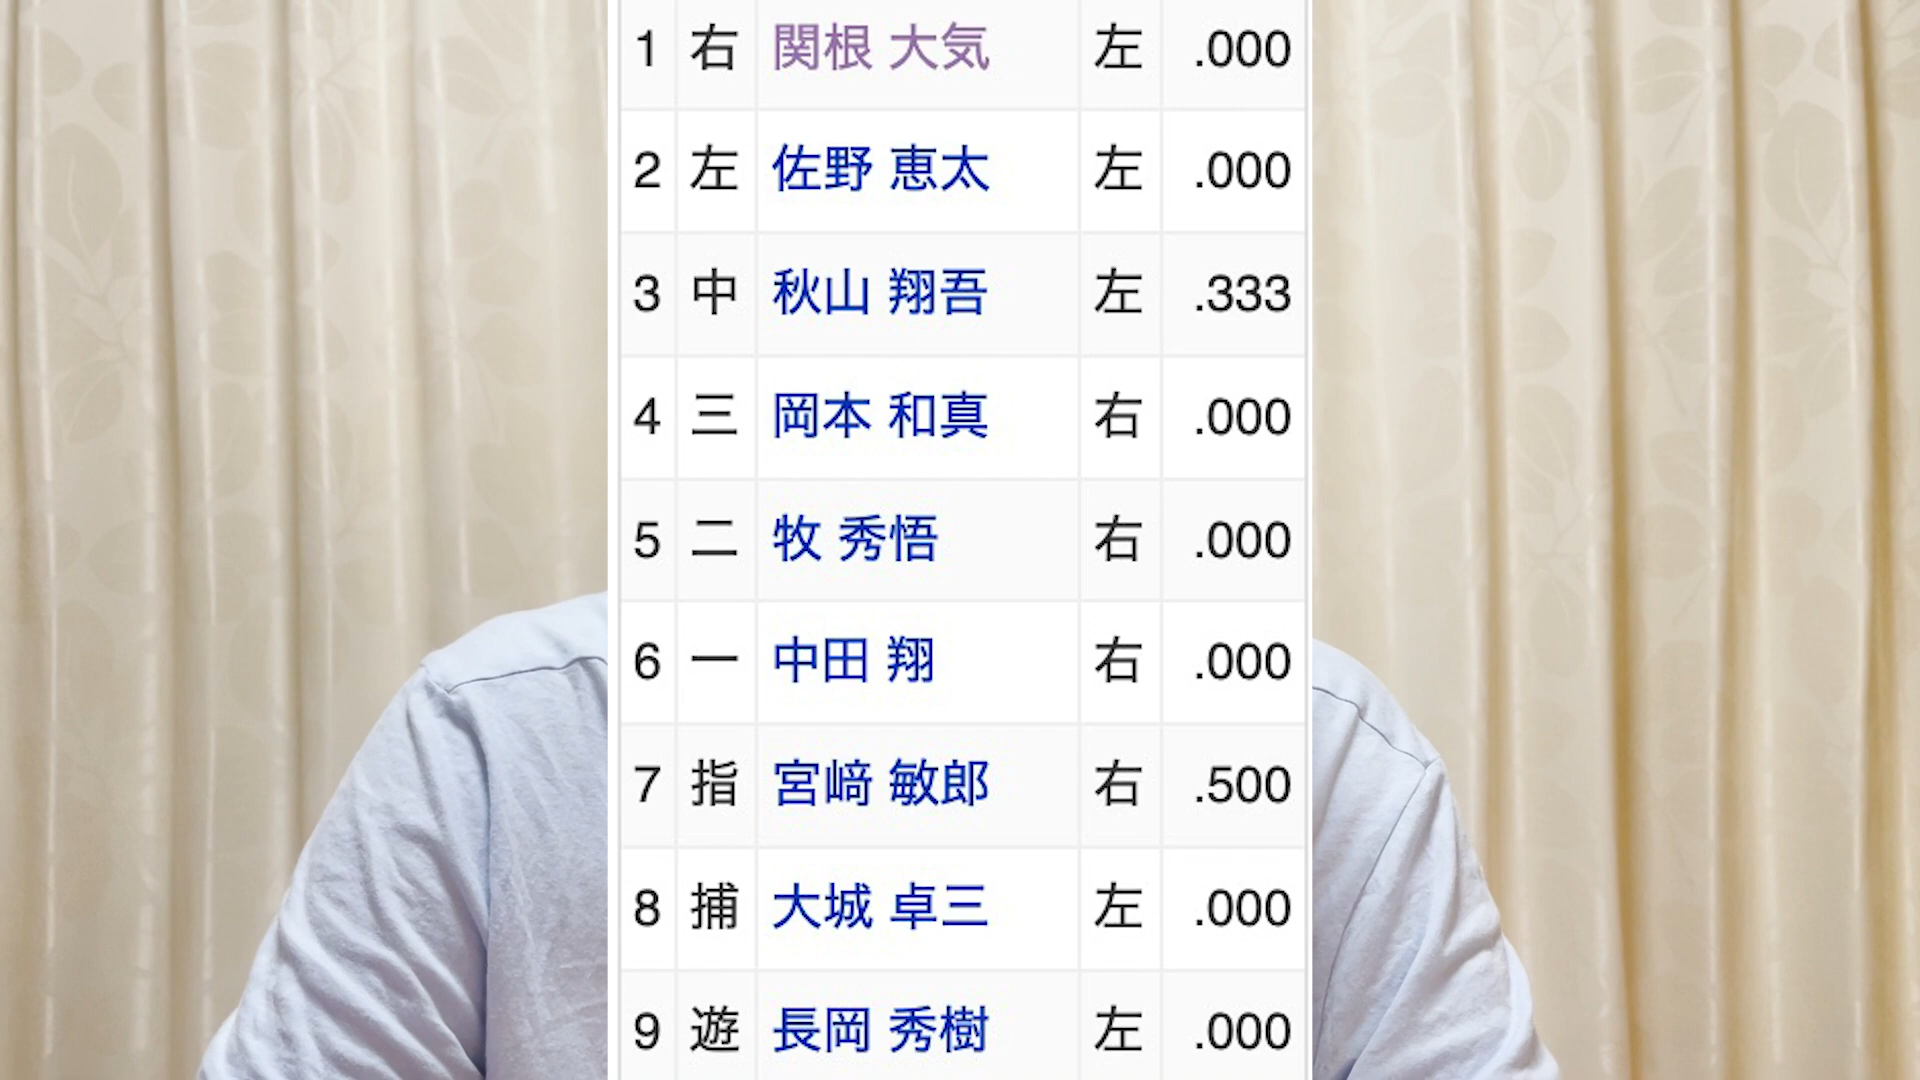 1 右 関根 大気 左 .000
2 左 佐野 恵太 左 .000
3 中 秋山 翔吾 左 .333
4 三 岡本 和真 右 .000
5 二 牧 秀悟 右 .000
6 一 中田 翔 右 .000
7 指 宮﨑 敏郎 右 .500
8 捕 大城 卓三 左 .000
9 遊 長岡 秀樹 左 .000